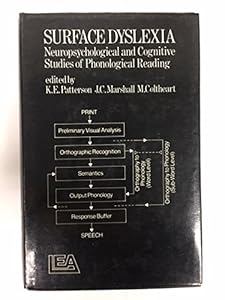 SURFACE DYSLEXIA
Neuropsychological and Cognitive
Studies of Phonological Reading
edited by
K.E.Patterson J.C.Marshall M.Coltheart
PRINT
Preliminary Visual Analysis
Orthographic Recognition
Semantics
Output Phonology
Response Buffer
SPEECH
Orthography to
Phonology
(Word Level)
Orthography to
Phonology
(Sub-Word Level)
LEA